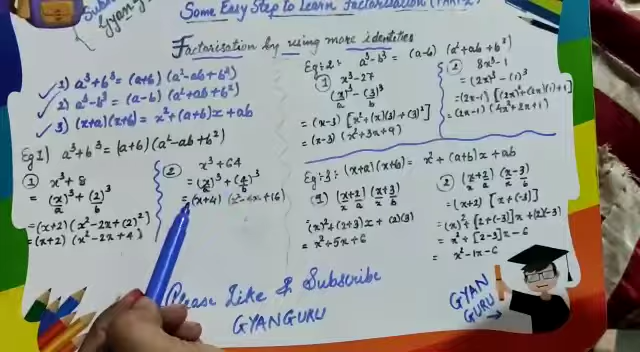 Some Easy Step to Learn Factorisation (PART-2)
Factorisation by using more identities
1) a³+b³ = (a+b) (a²-ab+b²)
2) a³-b³ = (a-b) (a²+ab+b²)
3) (x+a)(x+b) = x²+(a+b)x+ab
Eg 1) a³+b³ = (a+b) (a²-ab+b²)
① x³+8
= (x)³+(2)³
a b
= (x+2) (x²-2x+(2)²]
= (x+2) (x²-2x+4)
② x³+64
= (x)³+(4)³
a b
= (x+4) (x²-4x+16)
Eg:2: a³-b³ = (a-b) (a²+ab+b²)
① x³-27
(x)³-(3)³
a b
= (x-3) [x²+(x)(3)+(3)²]
= (x-3) (x²+3x+9)
② 8x³-1
= (2x)³-(1)³
= (2x-1) [(2x)²+(2x)(1)+1]
= (2x-1) (4x²+2x+1)
Eg:3: (x+a)(x+b) = x²+(a+b)x+ab
(1) (x+2) (x+3)
x a x b
(x)²+(2+3)x+(2)(3)
= x²+5x+6
② (x+2) (x-3)
x a x b
= (x+2) [x+(-3)]
= (x)²+[2+(-3)]x+(2)(-3)
= x²+[2-3]x-6
= x²-1x-6
Please Like & Subscribe
GYANGURU
GYAN
GURU